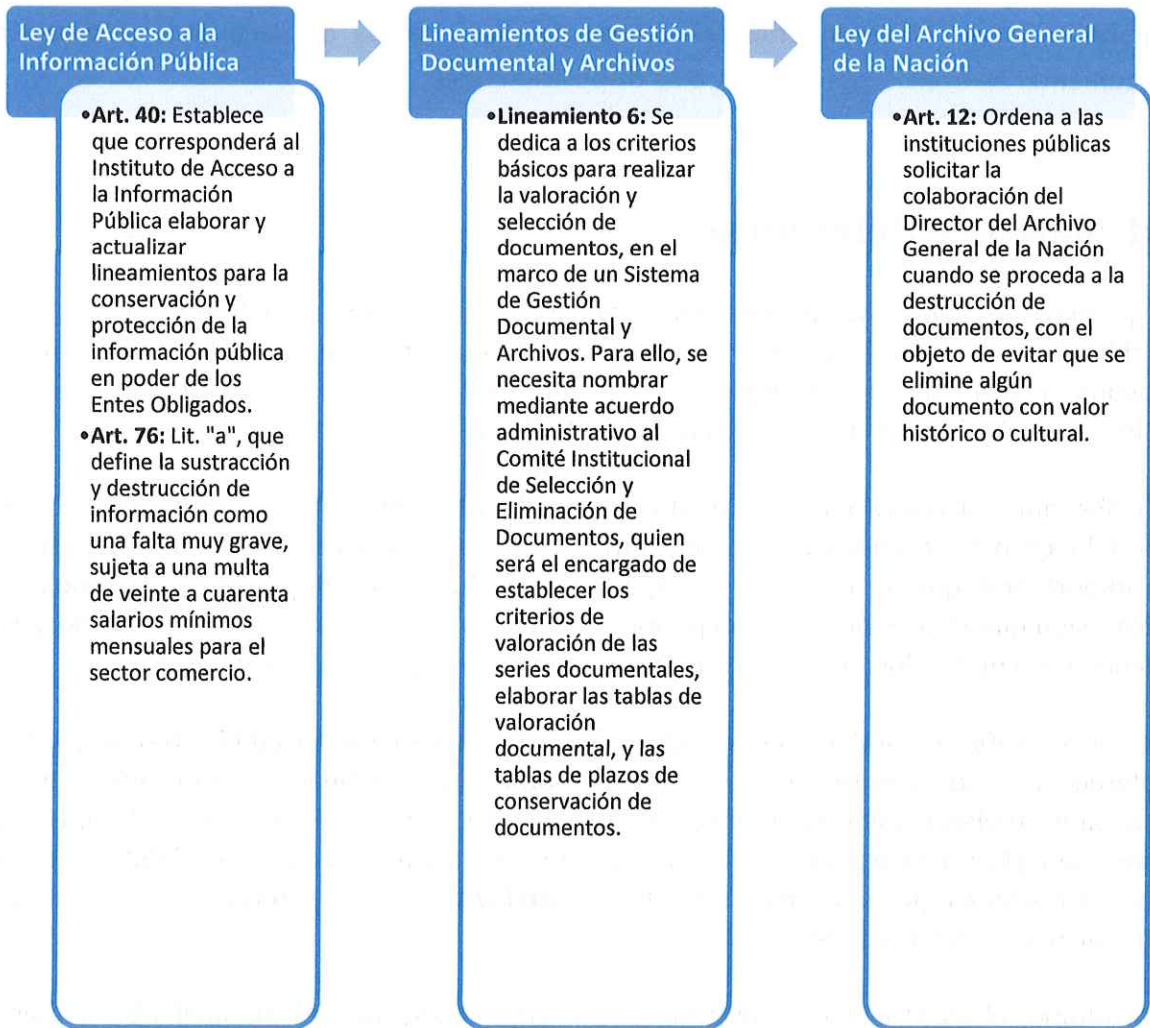 Ley de Acceso a la
Información Pública
•Art. 40: Establece
que corresponderá al
Instituto de Acceso a
la Información
Pública elaborar y
actualizar
lineamientos para la
conservación y
protección de la
información pública
en poder de los
Entes Obligados.
•Art. 76: Lit. "a", que
define la sustracción
y destrucción de
información como
una falta muy grave,
sujeta a una multa
de veinte a cuarenta
salarios mínimos
mensuales para el
sector comercio.
Lineamientos de Gestión
Documental y Archivos
•Lineamiento 6: Se
dedica a los criterios
básicos para realizar
la valoración y
selección de
documentos, en el
marco de un Sistema
de Gestión
Documental y
Archivos. Para ello, se
necesita nombrar
mediante acuerdo
administrativo al
Comité Institucional
de Selección y
Eliminación de
Documentos, quien
será el encargado de
establecer los
criterios de
valoración de las
series documentales,
elaborar las tablas de
valoración
documental, y las
tablas de plazos de
conservación de
documentos.
Ley del Archivo General
de la Nación
•Art. 12: Ordena a las
instituciones públicas
solicitar la
colaboración del
Director del Archivo
General de la Nación
cuando se proceda a la
destrucción de
documentos, con el
objeto de evitar que se
elimine algún
documento con valor
histórico o cultural.